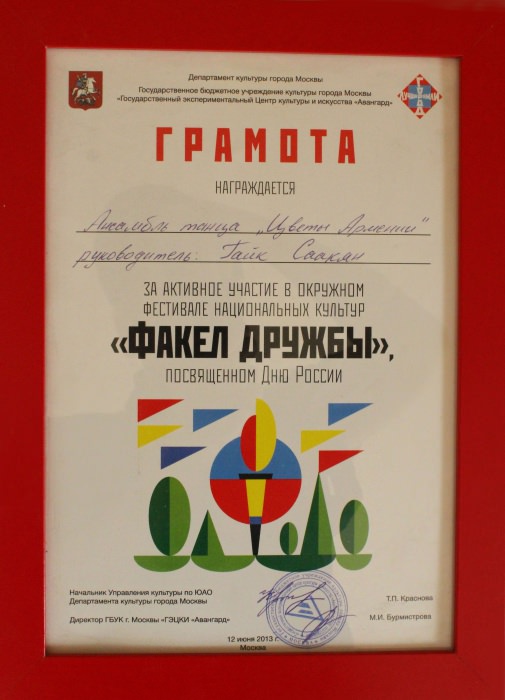 Департамент культуры города Москвы
Государственное бюджетное учреждение культуры города Москвы
«Государственный экспериментальный Центр культуры и искусства «Авангард»
ГРАМОТА
НАГРАЖДАЕТСЯ
Ансамбль танца „Цветы Армении"
руководитель: Гайк Саакян
ЗА АКТИВНОЕ УЧАСТИЕ В ОКРУЖНОМ
ФЕСТИВАЛЕ НАЦИОНАЛЬНЫХ КУЛЬТУР
«ФАКЕЛ ДРУЖБЫ»,
ПОСВЯЩЕННОМ ДНЮ РОССИИ
Начальник Управления культуры по ЮАО
Департамента культуры города Москвы
Т.П. Краснова
Директор ГБУК г. Москвы «ГЭЦКИ «Авангард»
М.И. Бурмистрова
12 июня 2013 г.
Москва